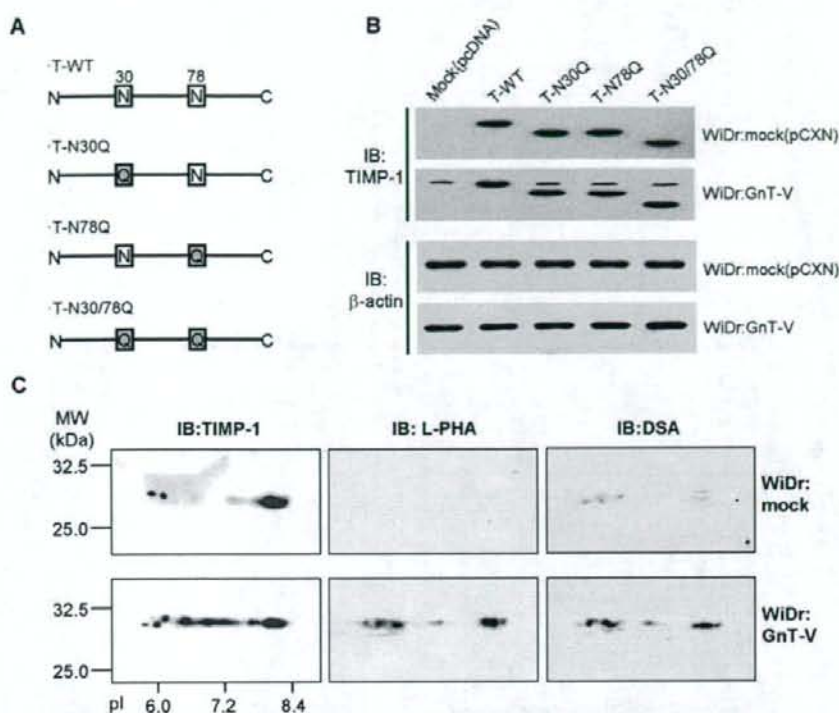 A
·T-WT
30 78
N N N C
·T-N30Q
N Q N C
·T-N78Q
N N Q C
·T-N30/78Q
N Q Q C
B
Mock(pcDNA)
T-WT
T-N30Q
T-N78Q
T-N30/78Q
IB:
TIMP-1
WiDr:mock(pCXN)
WiDr:GnT-V
IB:
β-actin
WiDr:mock(pCXN)
WiDr:GnT-V
C
MW
(kDa)
IB:TIMP-1
IB: L-PHA
IB:DSA
32.5
25.0
WiDr:
mock
32.5
25.0
WiDr:
GnT-V
pI 6.0 7.2 8.4